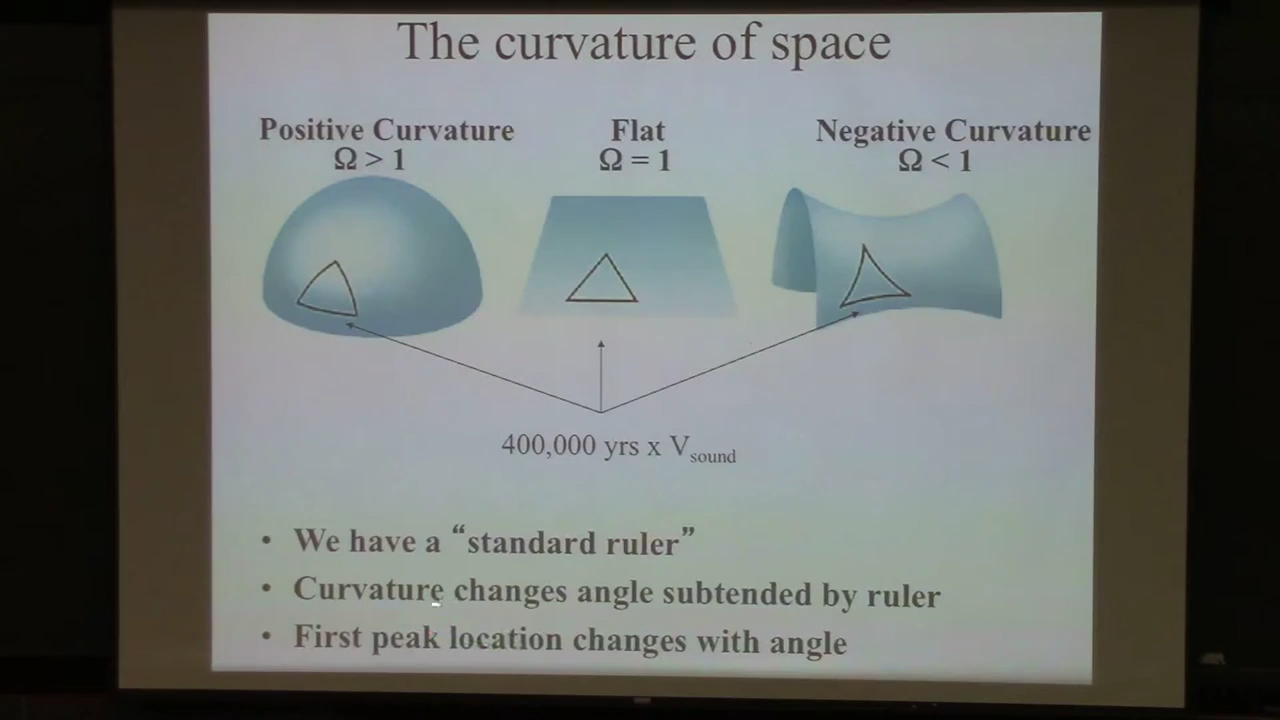 The curvature of space
Positive Curvature
Ω > 1
Flat
Ω = 1
Negative Curvature
Ω < 1
400,000 yrs x Vsound
• We have a “standard ruler”
• Curvature changes angle subtended by ruler
• First peak location changes with angle